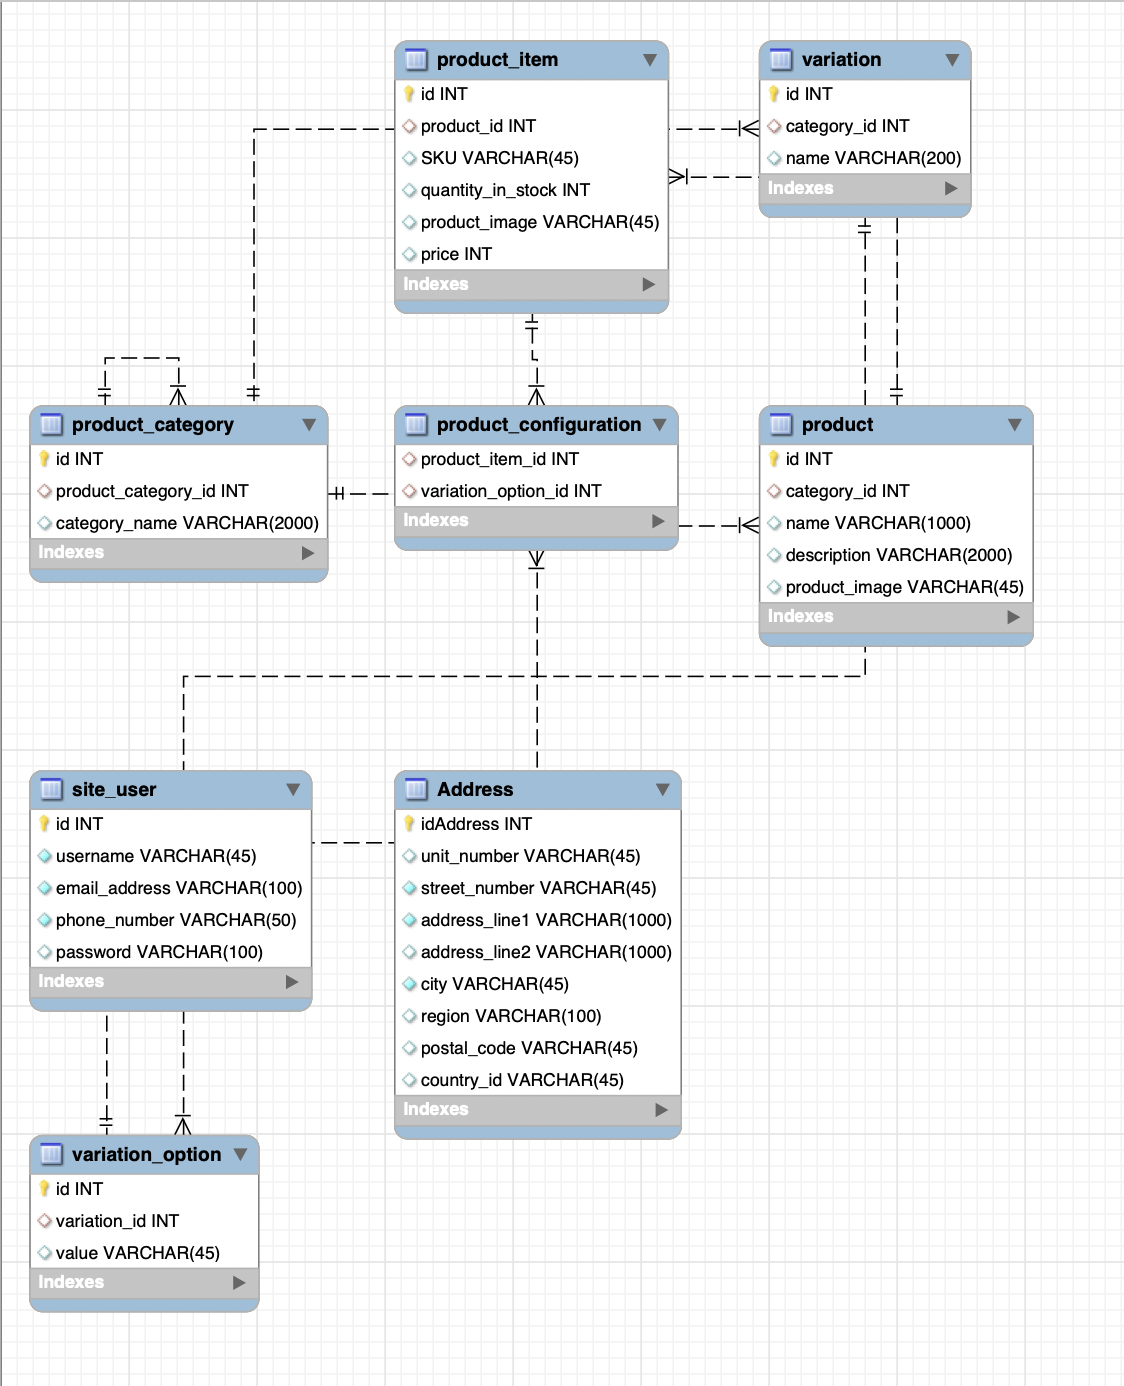 product_item
id INT
product_id INT
SKU VARCHAR(45)
quantity_in_stock INT
product_image VARCHAR(45)
price INT
Indexes
variation
id INT
category_id INT
name VARCHAR(200)
Indexes
product_category
id INT
product_category_id INT
category_name VARCHAR(2000)
Indexes
product_configuration
product_item_id INT
variation_option_id INT
Indexes
product
id INT
category_id INT
name VARCHAR(1000)
description VARCHAR(2000)
product_image VARCHAR(45)
Indexes
site_user
id INT
username VARCHAR(45)
email_address VARCHAR(100)
phone_number VARCHAR(50)
password VARCHAR(100)
Indexes
Address
idAddress INT
unit_number VARCHAR(45)
street_number VARCHAR(45)
address_line1 VARCHAR(1000)
address_line2 VARCHAR(1000)
city VARCHAR(45)
region VARCHAR(100)
postal_code VARCHAR(45)
country_id VARCHAR(45)
Indexes
variation_option
id INT
variation_id INT
value VARCHAR(45)
Indexes